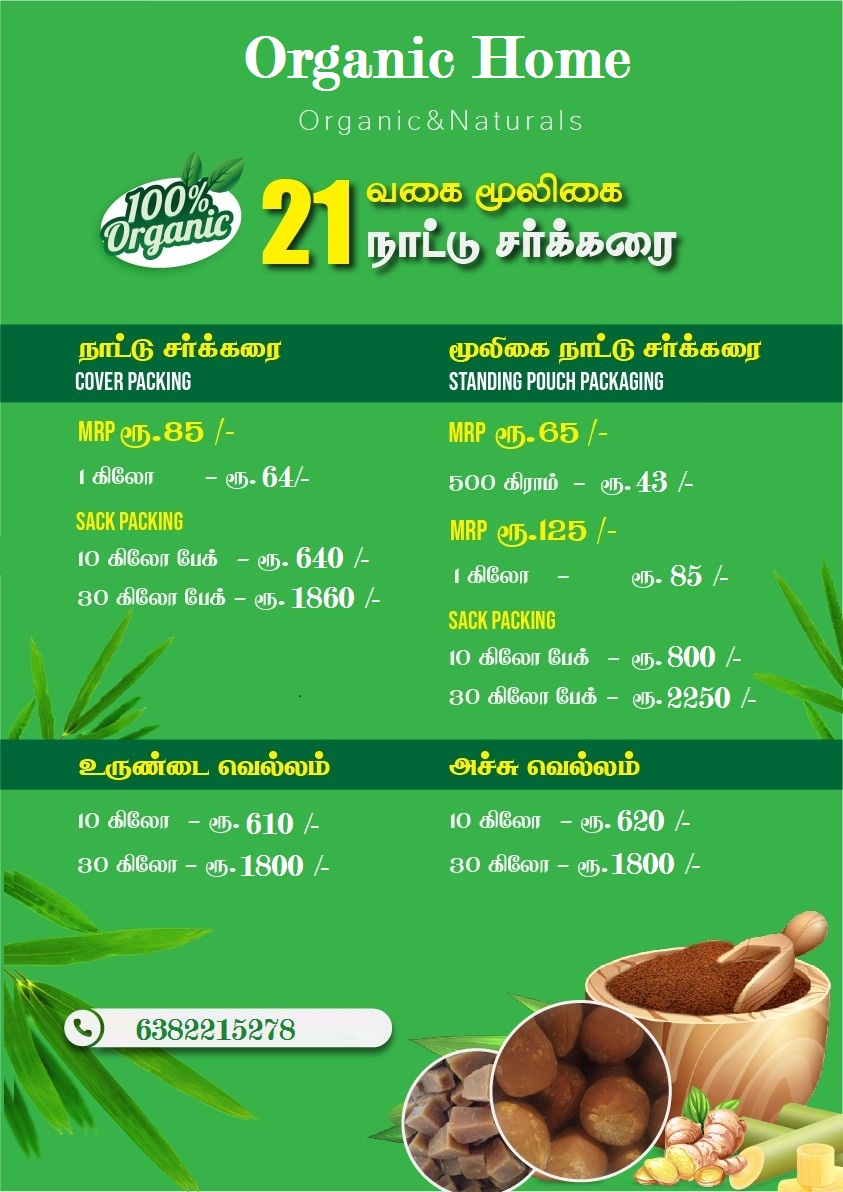 Organic Home
Organic&Naturals
100%
Organic
21 வகை மூலிகை
நாட்டு சர்க்கரை
நாட்டு சர்க்கரை
COVER PACKING
MRP ரூ.85 /-
1 கிலோ - ரூ. 64/-
SACK PACKING
10 கிலோ பேக் - ரூ. 640 /-
30 கிலோ பேக் - ரூ. 1860 /-
மூலிகை நாட்டு சர்க்கரை
STANDING POUCH PACKAGING
MRP ரூ.65 /-
500 கிராம் - ரூ. 43 /-
MRP ரூ.125 /-
1 கிலோ - ரூ. 85 /-
SACK PACKING
10 கிலோ பேக் - ரூ. 800 /-
30 கிலோ பேக் - ரூ. 2250 /-
உருண்டை வெல்லம்
10 கிலோ - ரூ. 610 /-
30 கிலோ - ரூ. 1800 /-
அச்சு வெல்லம்
10 கிலோ - ரூ. 620 /-
30 கிலோ - ரூ. 1800 /-
6382215278